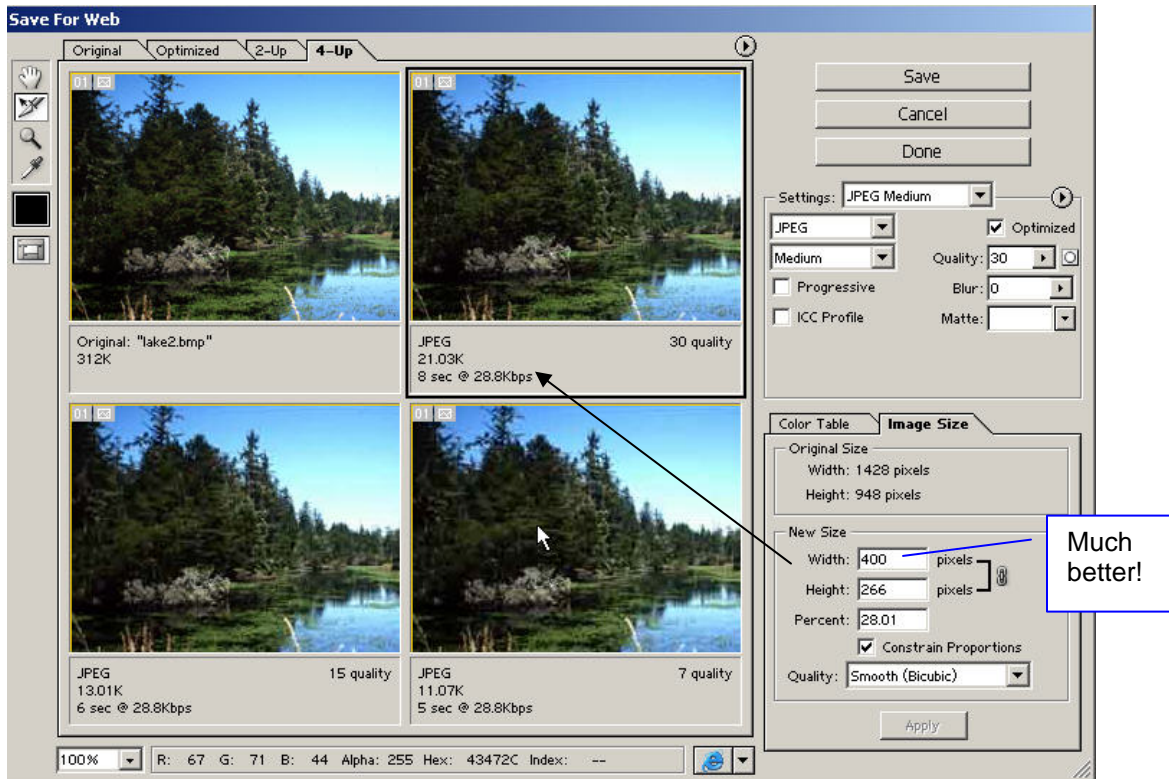 Save For Web
Original Optimized 2-Up 4-Up
01
01
Original: "lake2.bmp"
312K
JPEG 30 quality
21.03K
8 sec @ 28.8Kbps
01
01
JPEG 15 quality
13.01K
6 sec @ 28.8Kbps
JPEG 7 quality
11.07K
5 sec @ 28.8Kbps
100% R: 67 G: 71 B: 44 Alpha: 255 Hex: 43472C Index: --
Save
Cancel
Done
Settings: JPEG Medium
JPEG Optimized
Medium Quality: 30
Progressive Blur: 0
ICC Profile Matte:
Color Table Image Size
Original Size
Width: 1428 pixels
Height: 948 pixels
New Size
Width: 400 pixels
Height: 266 pixels
Percent: 28.01
Constrain Proportions
Quality: Smooth (Bicubic)
Apply
Much
better!